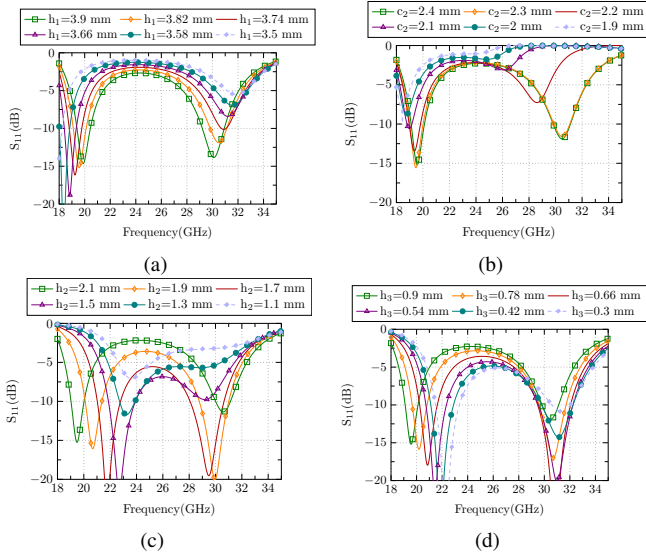 h₁=3.9 mm h₁=3.82 mm h₁=3.74 mm
h₁=3.66 mm h₁=3.58 mm h₁=3.5 mm
0
−5
−10
−15
−20
S₁₁(dB)
18 20 22 24 26 28 30 32 34
Frequency(GHz)
(a)
c₂=2.4 mm c₂=2.3 mm c₂=2.2 mm
c₂=2.1 mm c₂=2 mm c₂=1.9 mm
0
−5
−10
−15
−20
S₁₁(dB)
18 20 22 24 26 28 30 32 34
Frequency(GHz)
(b)
h₂=2.1 mm h₂=1.9 mm h₂=1.7 mm
h₂=1.5 mm h₂=1.3 mm h₂=1.1 mm
0
−5
−10
−15
−20
S₁₁(dB)
18 20 22 24 26 28 30 32 34
Frequency(GHz)
(c)
h₃=0.9 mm h₃=0.78 mm h₃=0.66 mm
h₃=0.54 mm h₃=0.42 mm h₃=0.3 mm
0
−5
−10
−15
−20
S₁₁(dB)
18 20 22 24 26 28 30 32 34
Frequency(GHz)
(d)